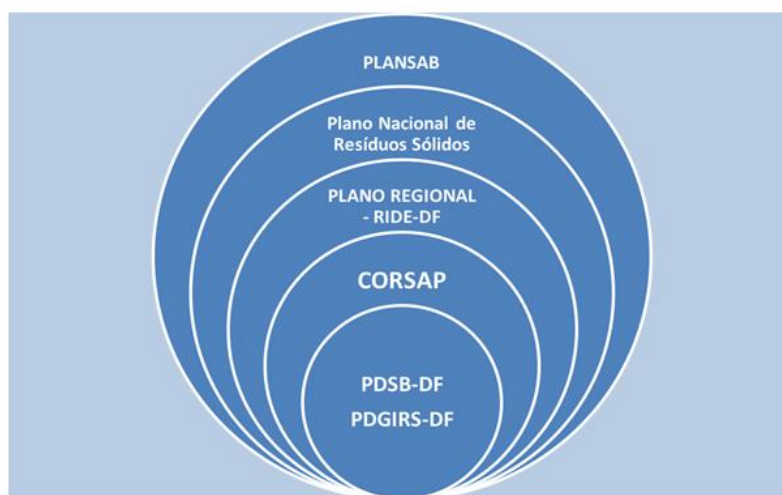 PLANSAB
Plano Nacional de
Resíduos Sólidos
PLANO REGIONAL
- RIDE-DF
CORSAP
PDSB-DF
PDGIRS-DF